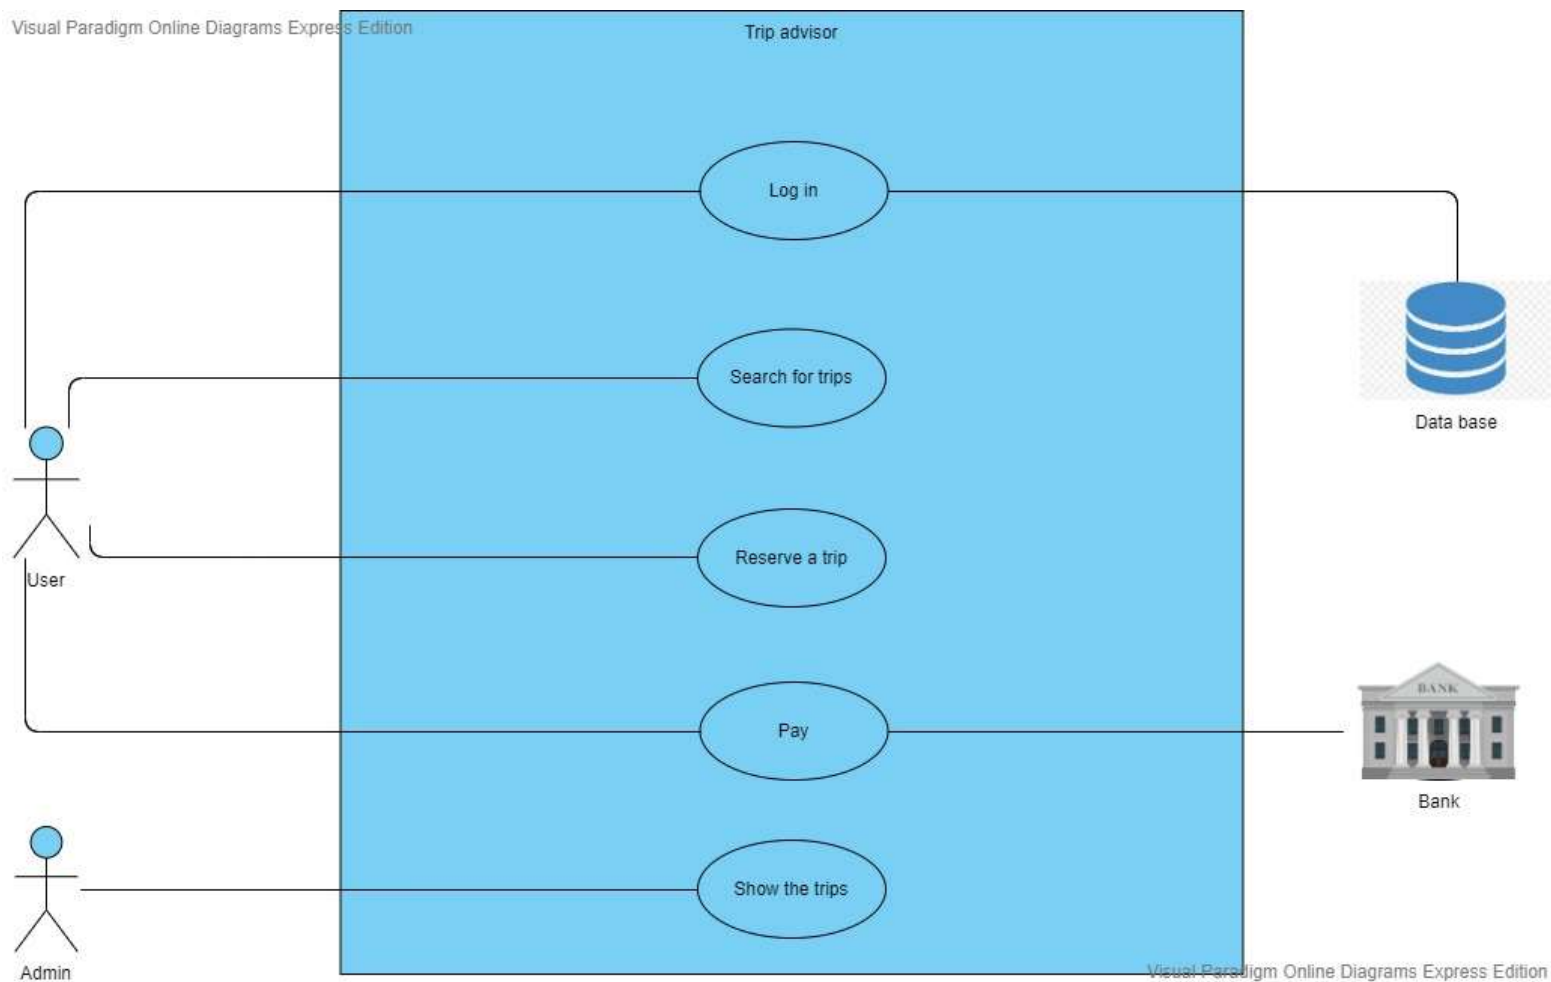 Visual Paradigm Online Diagrams Express Edition
Trip advisor
Log in
Search for trips
Data base
Reserve a trip
User
BANK
Pay
Bank
Show the trips
Admin
Visual Paradigm Online Diagrams Express Edition